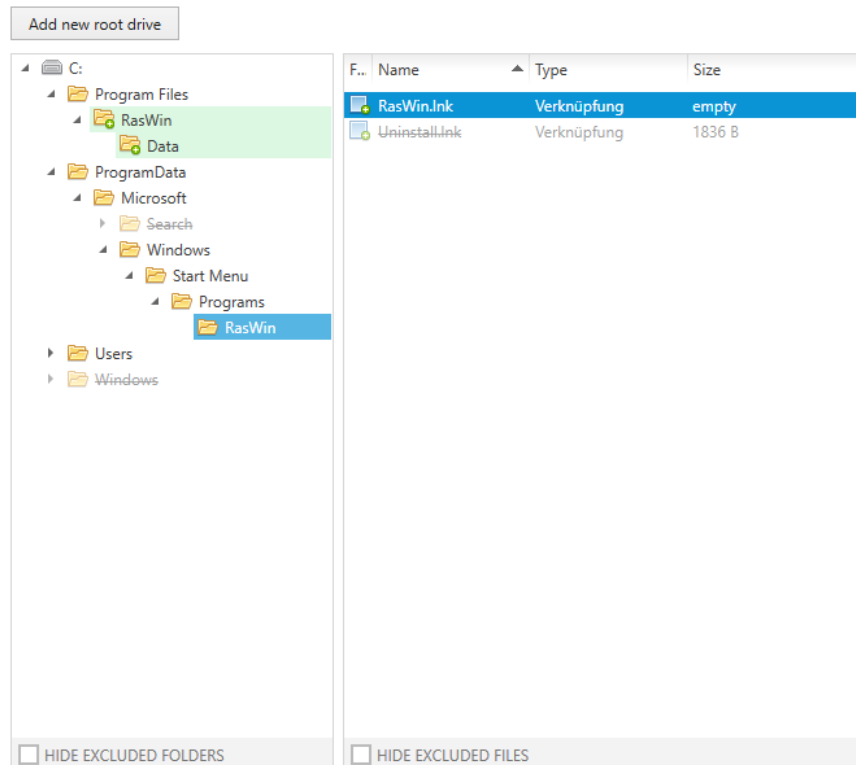 Add new root drive
C:
Program Files
RasWin
Data
ProgramData
Microsoft
Search
Windows
Start Menu
Programs
RasWin
Users
Windows
HIDE EXCLUDED FOLDERS
F... Name Type Size
RasWin.lnk Verknüpfung empty
Uninstall.lnk Verknüpfung 1836 B
HIDE EXCLUDED FILES